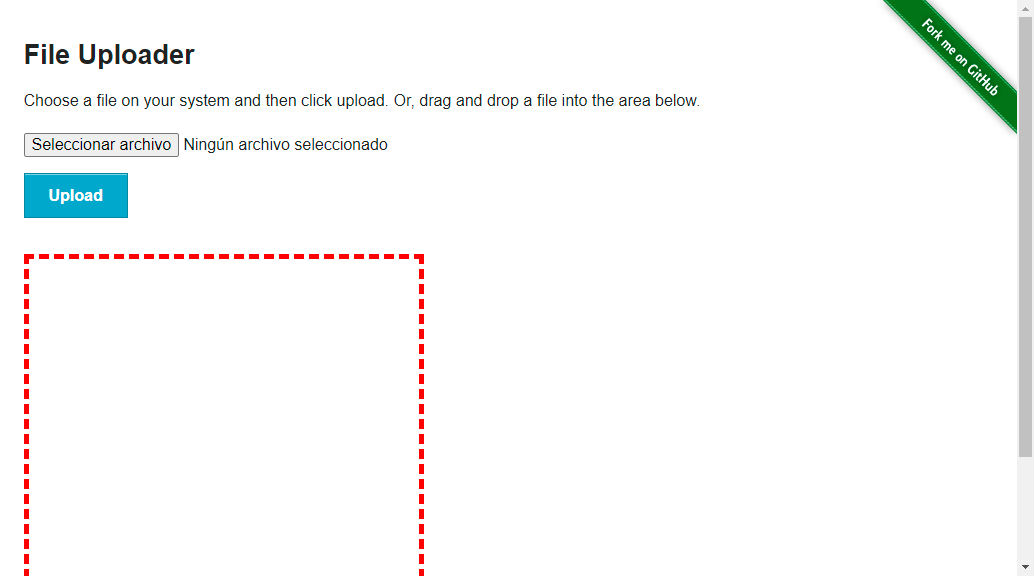 Fork me on GitHub
File Uploader
Choose a file on your system and then click upload. Or, drag and drop a file into the area below.
Seleccionar archivo Ningún archivo seleccionado
Upload